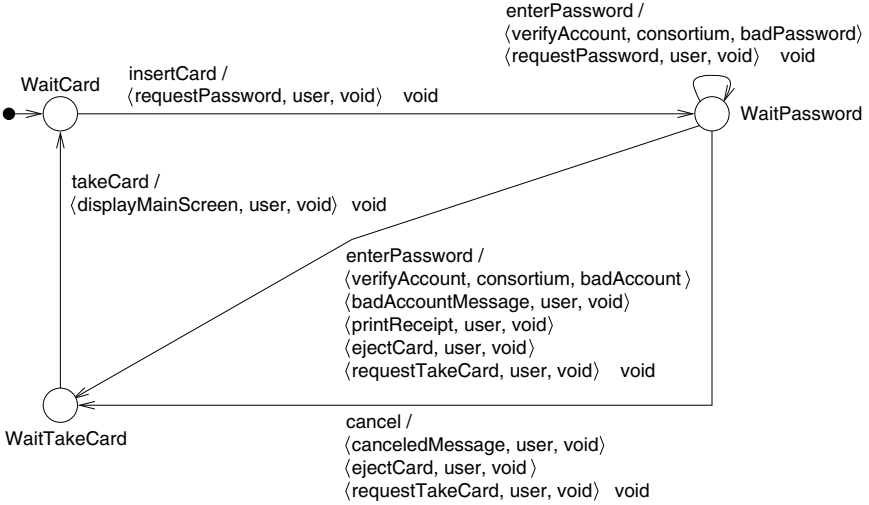 enterPassword /
⟨verifyAccount, consortium, badPassword⟩
⟨requestPassword, user, void⟩ void
WaitCard
insertCard /
⟨requestPassword, user, void⟩ void
WaitPassword
takeCard /
⟨displayMainScreen, user, void⟩ void
enterPassword /
⟨verifyAccount, consortium, badAccount ⟩
⟨badAccountMessage, user, void⟩
⟨printReceipt, user, void⟩
⟨ejectCard, user, void⟩
⟨requestTakeCard, user, void⟩ void
WaitTakeCard
cancel /
⟨canceledMessage, user, void⟩
⟨ejectCard, user, void ⟩
⟨requestTakeCard, user, void⟩ void